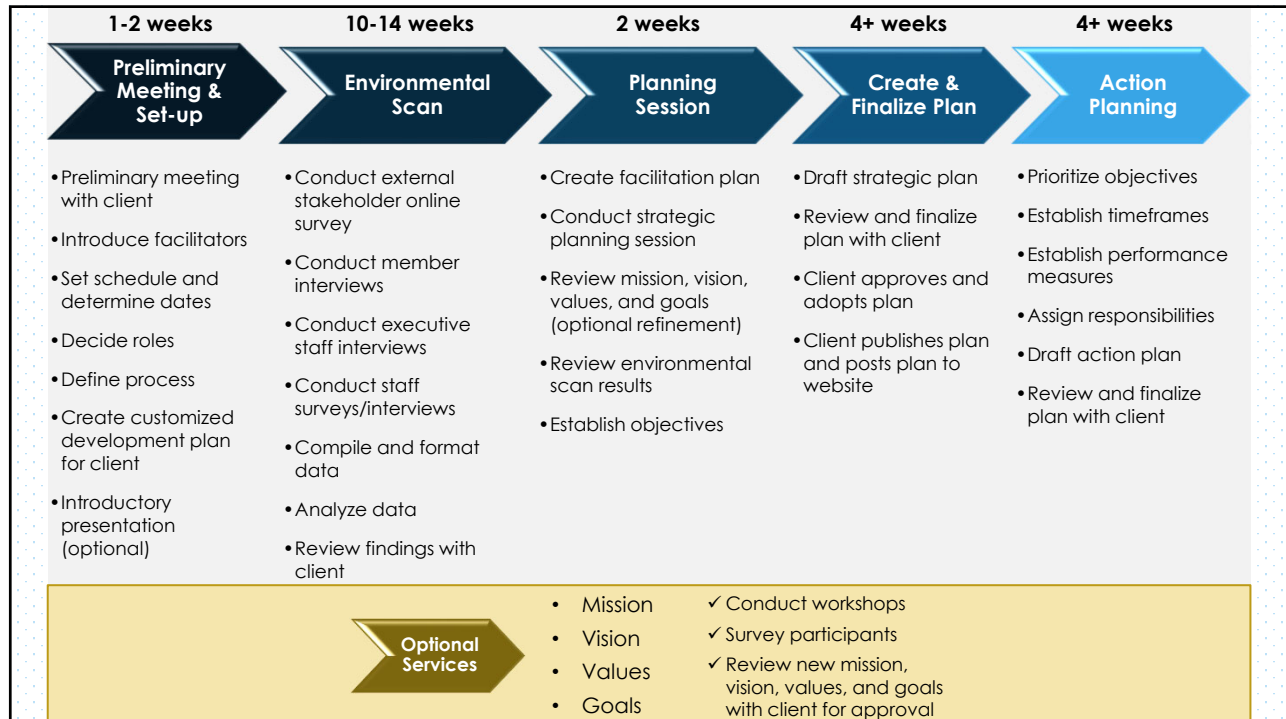 1-2 weeks
10-14 weeks
2 weeks
4+ weeks
4+ weeks
Preliminary
Meeting &
Set-up
Environmental
Scan
Planning
Session
Create &
Finalize Plan
Action
Planning
•Preliminary meeting
with client
•Introduce facilitators
•Set schedule and
determine dates
•Decide roles
•Define process
•Create customized
development plan
for client
•Introductory
presentation
(optional)
•Conduct external
stakeholder online
survey
•Conduct member
interviews
•Conduct executive
staff interviews
•Conduct staff
surveys/interviews
•Compile and format
data
•Analyze data
•Review findings with
client
•Create facilitation plan
•Conduct strategic
planning session
•Review mission, vision,
values, and goals
(optional refinement)
•Review environmental
scan results
•Establish objectives
•Draft strategic plan
•Review and finalize
plan with client
•Client approves and
adopts plan
•Client publishes plan
and posts plan to
website
•Prioritize objectives
•Establish timeframes
•Establish performance
measures
•Assign responsibilities
•Draft action plan
•Review and finalize
plan with client
Optional
Services
• Mission
• Vision
• Values
• Goals
✓ Conduct workshops
✓ Survey participants
✓ Review new mission,
vision, values, and goals
with client for approval